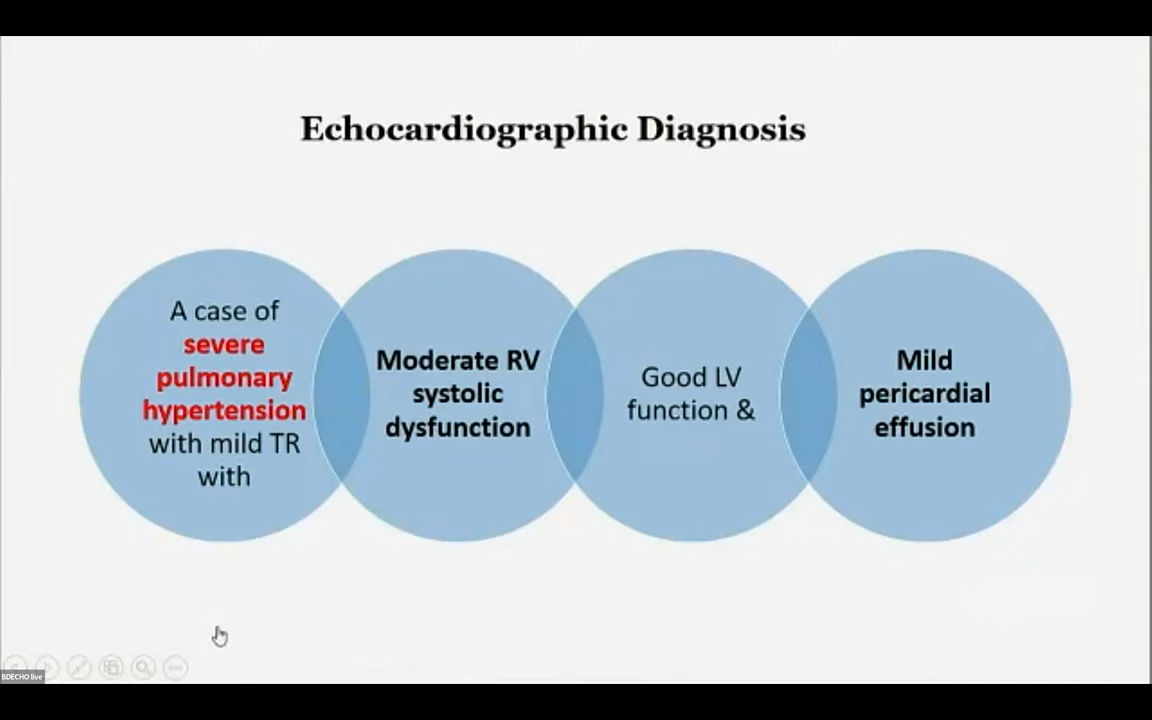 Echocardiographic Diagnosis
A case of
severe
pulmonary
hypertension
with mild TR
with
Moderate RV
systolic
dysfunction
Good LV
function &
Mild
pericardial
effusion
BDECHO live